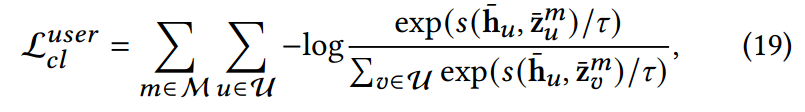 $\mathcal{L}_{cl}^{user} = \sum_{m \in \mathcal{M}} \sum_{u \in \mathcal{U}} -\log \frac{\exp(s(\bar{\mathbf{h}}_u, \bar{\mathbf{z}}_u^m)/\tau)}{\sum_{v \in \mathcal{U}} \exp(s(\bar{\mathbf{h}}_u, \bar{\mathbf{z}}_v^m)/\tau)}, \quad (19)$